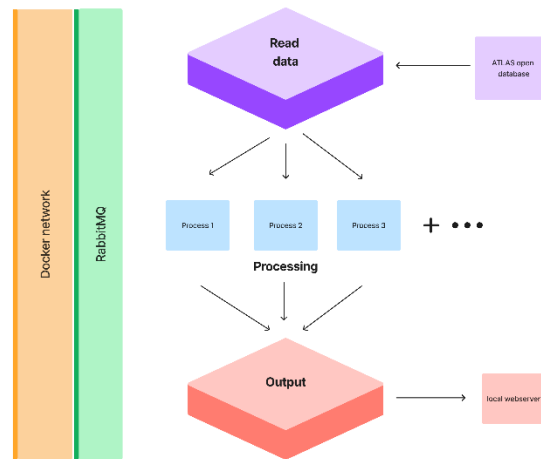 Docker network
RabbitMQ
Read
data
ATLAS open
database
Process 1
Process 2
Process 3
+ •••
Processing
Output
local webserver